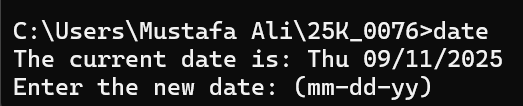 C:\Users\Mustafa Ali\25K_0076>date
The current date is: Thu 09/11/2025
Enter the new date: (mm-dd-yy)